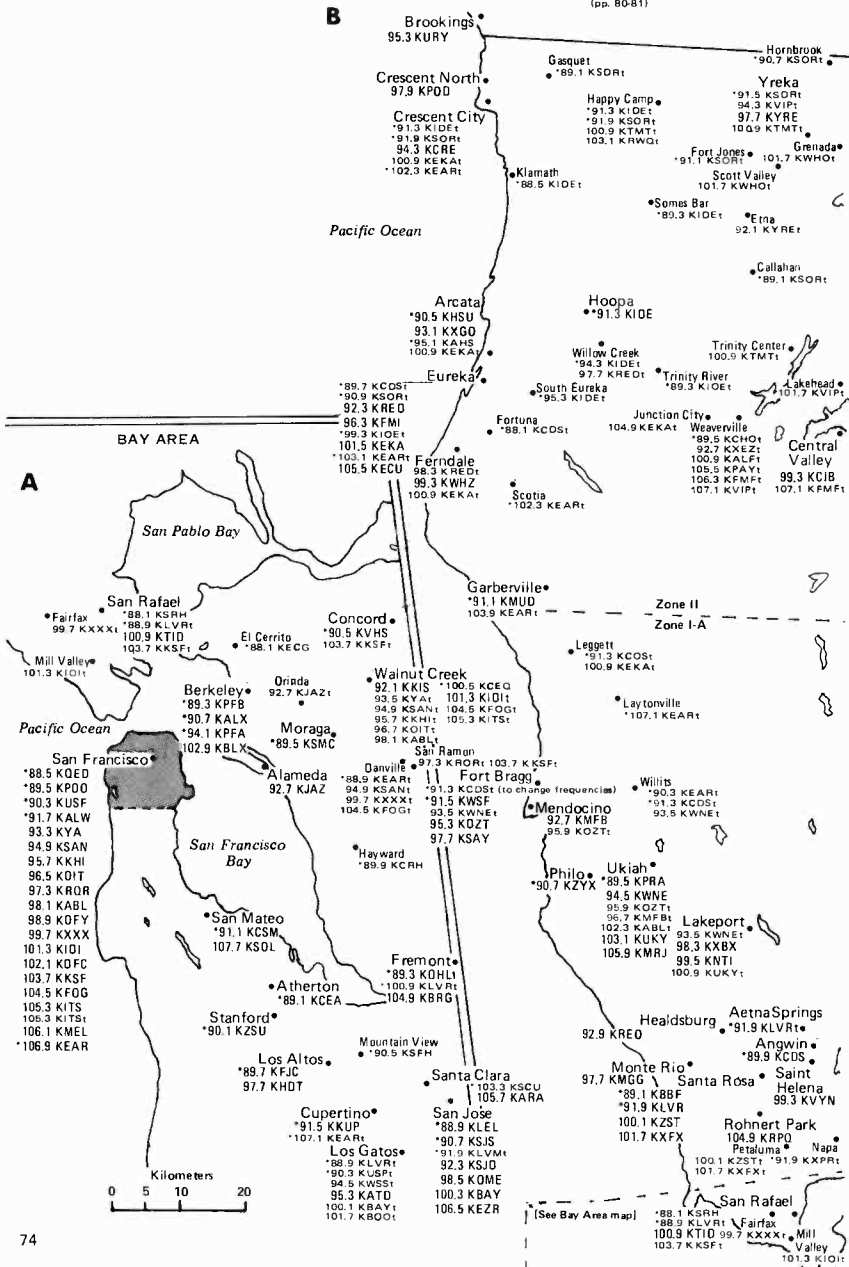 (pp. 80-81)
B
Brookings
95.3 KURY
Hornbrook
*90.7 KSORt
Gasquet
*89.1 KSORt
Crescent North
97.9 KPOD
Yreka
*91.5 KSORt
94.3 KVIPt
97.7 KYRE
100.9 KTMTt
Happy Camp
*91.3 KIDEt
*91.9 KSORt
100.9 KTMTt
103.1 KRWQt
Crescent City
*91.3 KIDEt
*91.9 KSORt
94.3 KCRE
100.9 KEKAt
*102.3 KEARt
Fort Jones
*91.1 KSORt
Grenada
101.7 KWHOt
Scott Valley
101.7 KWHOt
Klamath
*88.5 KIDEt
Somes Bar
*89.3 KIDEt
Etna
92.1 KYREt
Pacific Ocean
Callahan
*89.1 KSORt
Arcata
*90.5 KHSU
93.1 KXGO
*95.1 KAHS
100.9 KEKAt
Hoopa
*91.3 KIDE
Willow Creek
*94.3 KIDEt
97.7 KREDt
Trinity Center
100.9 KTMTt
Trinity River
*89.3 KIOEt
Lakehead
101.7 KVIPt
Eureka
*89.7 KCDSt
*90.9 KSORt
92.3 KRED
96.3 KFMI
*99.3 KIOEt
101.5 KEKA
*103.1 KEARt
105.5 KECU
South Eureka
*95.3 KIDEt
Fortuna
*88.1 KCDSt
Junction City
104.9 KEKAt
Weaverville
*89.5 KCHOt
92.7 KXEZt
100.9 KALFt
105.5 KPAYt
106.3 KFMFt
107.1 KVIPt
Central
Valley
99.3 KCIB
107.1 KFMFt
Ferndale
98.3 KREDt
99.3 KWHZ
100.9 KEKAt
Scotia
*102.3 KEARt
BAY AREA
A
San Pablo Bay
Garberville
*91.1 KMUD
103.9 KEARt
Zone II
Zone I-A
San Rafael
*88.1 KSRH
*88.9 KLVRt
100.9 KTID
103.7 KKSFt
Fairfax
99.7 KXXXt
Concord
*90.5 KVHS
103.7 KKSFt
El Cerrito
*88.1 KECG
Mill Valley
101.3 KIOIt
Leggett
*91.3 KCOSt
100.9 KEKAt
Walnut Creek
92.1 KKIS
93.5 KYAt
94.9 KSANt
95.7 KKHIt
96.7 KOITt
98.1 KABLt
*100.5 KCEQ
101.3 KIOIt
104.5 KFOGt
105.3 KITSt
Orinda
92.7 KJAZt
Berkeley
*89.3 KPFB
*90.7 KALX
*94.1 KPFA
102.9 KBLX
Laytonville
*107.1 KEARt
Moraga
*89.5 KSMC
Pacific Ocean
San Francisco
*88.5 KQED
*89.5 KPOO
*90.3 KUSF
*91.7 KALW
93.3 KYA
94.9 KSAN
95.7 KKHI
96.5 KOIT
97.3 KRQR
98.1 KABL
98.9 KOFY
99.7 KXXX
101.3 KIOI
102.1 KDFC
103.7 KKSF
104.5 KFOG
105.3 KITS
105.3 KITSt
106.1 KMEL
*106.9 KEAR
San Ramon
97.3 KRQRt 103.7 KKSFt
Danville
*88.9 KEARt
94.9 KSANt
99.7 KXXXt
104.5 KFOGt
Alameda
92.7 KJAZ
Fort Bragg
*91.3 KCDSt (to change frequencies)
*91.5 KWSF
93.5 KWNEt
95.3 KOZT
97.7 KSAY
Willits
*90.3 KEARt
*91.3 KCDSt
93.5 KWNEt
Mendocino
92.7 KMFB
95.9 KOZTt
San Francisco
Bay
Hayward
*89.9 KCRH
Philo
*90.7 KZYX
Ukiah
*89.5 KPRA
94.5 KWNE
95.9 KOZTt
96.7 KMFBt
102.3 KABLt
103.1 KUKY
105.9 KMRJ
Lakeport
93.5 KWNEt
98.3 KXBX
99.5 KNTI
100.9 KUKYt
San Mateo
*91.1 KCSM
107.7 KSOL
Fremont
*89.3 KOHLt
*100.9 KLVRt
104.9 KBRG
Atherton
*89.1 KCEA
Stanford
*90.1 KZSU
Healdsburg
92.9 KREO
Aetna Springs
*91.9 KLVRt
Angwin
*89.9 KCDS
Mountain View
*90.5 KSFH
Los Altos
*89.7 KFJC
97.7 KHDT
Monte Rio
97.7 KMGG
Santa Rosa
*89.1 KBBF
*91.9 KLVR
100.1 KZST
101.7 KXFX
Saint
Helena
99.3 KVYN
Santa Clara
*103.3 KSCU
105.7 KARA
Cupertino
*91.5 KKUP
*107.1 KEARt
San Jose
*88.9 KLEL
*90.7 KSJS
*91.9 KLVMt
92.3 KSJO
98.5 KOME
100.3 KBAY
106.5 KEZR
Rohnert Park
104.9 KRPQ
Petaluma
100.1 KZSTt
101.7 KXFXt
Napa
*91.9 KXPRt
Los Gatos
*88.9 KLVRt
*90.3 KUSPt
94.5 KWSSt
95.3 KATD
100.1 KBAYt
101.7 KBOOt
Kilometers
0 5 10 20
[See Bay Area map]
San Rafael
*88.1 KSRH
*88.9 KLVRt
100.9 KTID
103.7 KKSFt
Fairfax
99.7 KXXXt
Mill
Valley
101.3 KIOIt
74